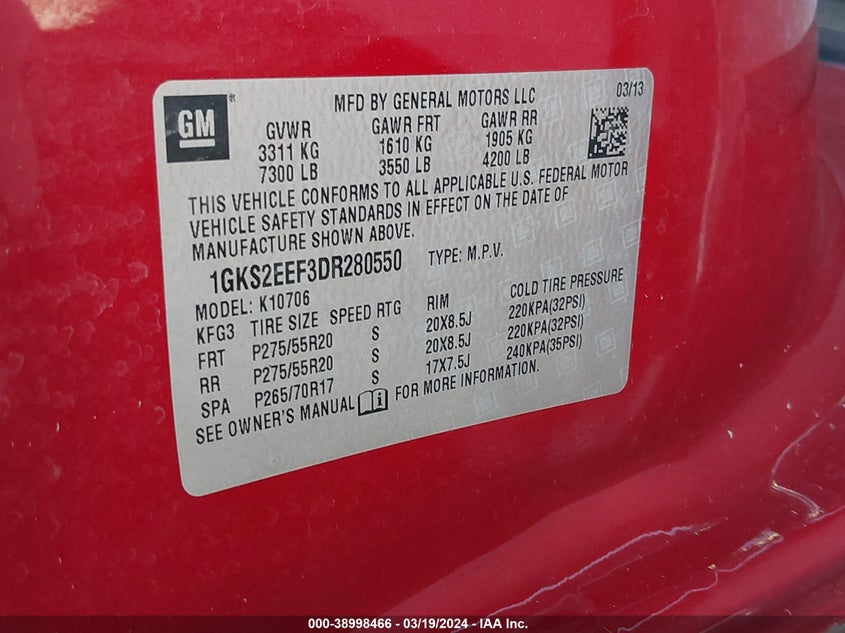 GM
MFD BY GENERAL MOTORS LLC 03/13
GVWR GAWR FRT GAWR RR
3311 KG 1610 KG 1905 KG
7300 LB 3550 LB 4200 LB
THIS VEHICLE CONFORMS TO ALL APPLICABLE U.S. FEDERAL MOTOR
VEHICLE SAFETY STANDARDS IN EFFECT ON THE DATE OF
MANUFACTURE SHOWN ABOVE.
1GKS2EEF3DR280550 TYPE: M.P.V.
MODEL: K10706
KFG3 TIRE SIZE SPEED RTG RIM COLD TIRE PRESSURE
FRT P275/55R20 S 20X8.5J 220KPA(32PSI)
RR P275/55R20 S 20X8.5J 220KPA(32PSI)
SPA P265/70R17 S 17X7.5J 240KPA(35PSI)
SEE OWNER'S MANUAL FOR MORE INFORMATION.
000-38998466 - 03/19/2024 - IAA Inc.